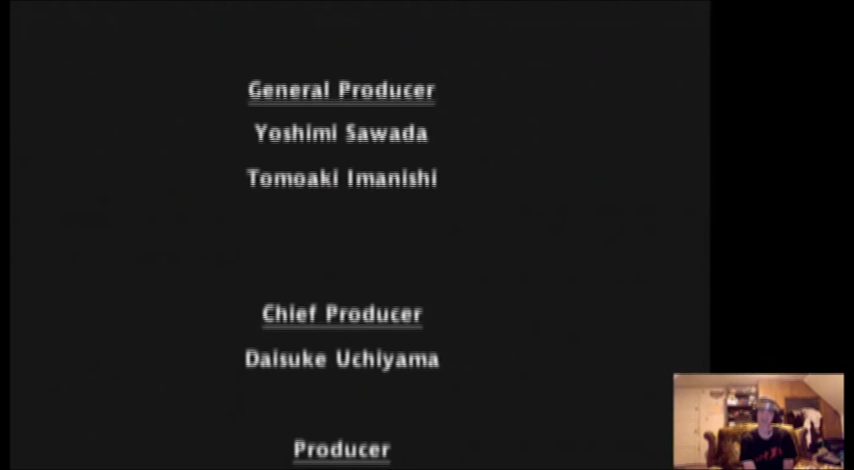 General Producer
Yoshimi Sawada
Tomoaki Imanishi
Chief Producer
Daisuke Uchiyama
Producer